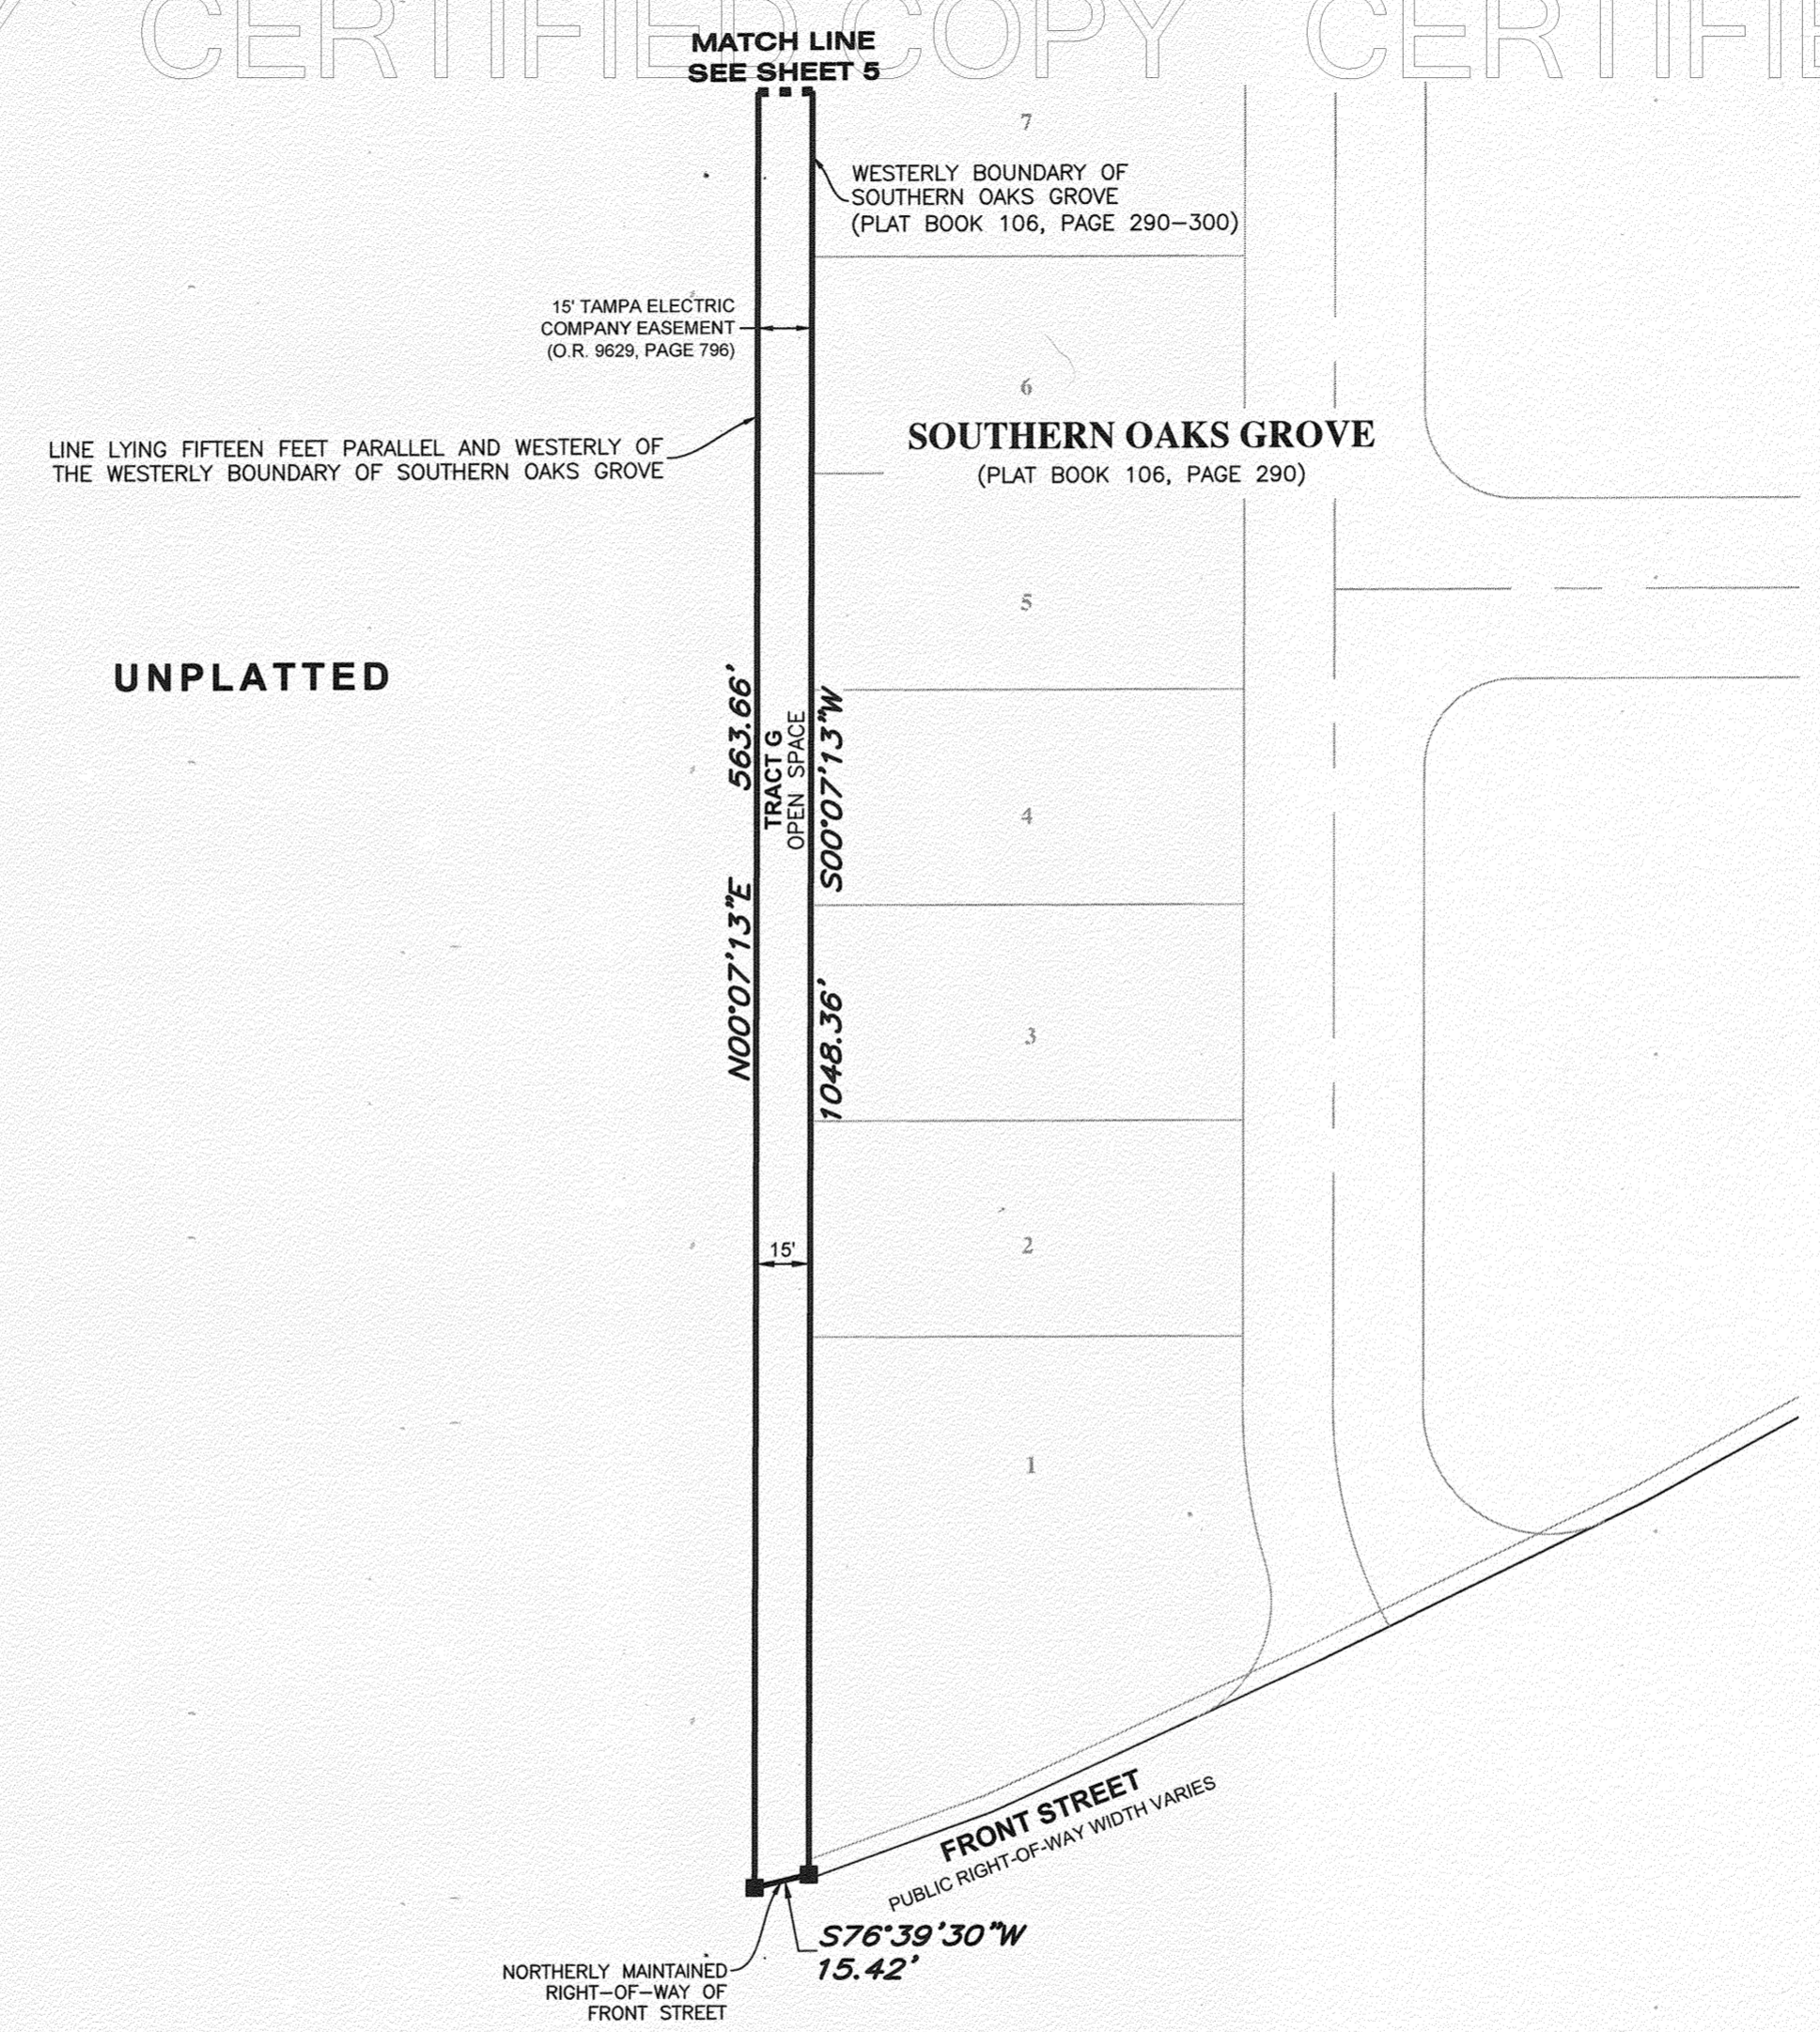 CERTIFIED COPY CERTIFIE
MATCH LINE
SEE SHEET 5
7
WESTERLY BOUNDARY OF
SOUTHERN OAKS GROVE
(PLAT BOOK 106, PAGE 290-300)
15' TAMPA ELECTRIC
COMPANY EASEMENT
(O.R. 9629, PAGE 796)
6
SOUTHERN OAKS GROVE
(PLAT BOOK 106, PAGE 290)
LINE LYING FIFTEEN FEET PARALLEL AND WESTERLY OF
THE WESTERLY BOUNDARY OF SOUTHERN OAKS GROVE
5
UNPLATTED
N00°07'13"E 563.66'
TRACT G
OPEN SPACE
1048.36' S00°07'13"W
4
3
15'
2
1
FRONT STREET
PUBLIC RIGHT-OF-WAY WIDTH VARIES
S76°39'30"W
15.42'
NORTHERLY MAINTAINED
RIGHT-OF-WAY OF
FRONT STREET